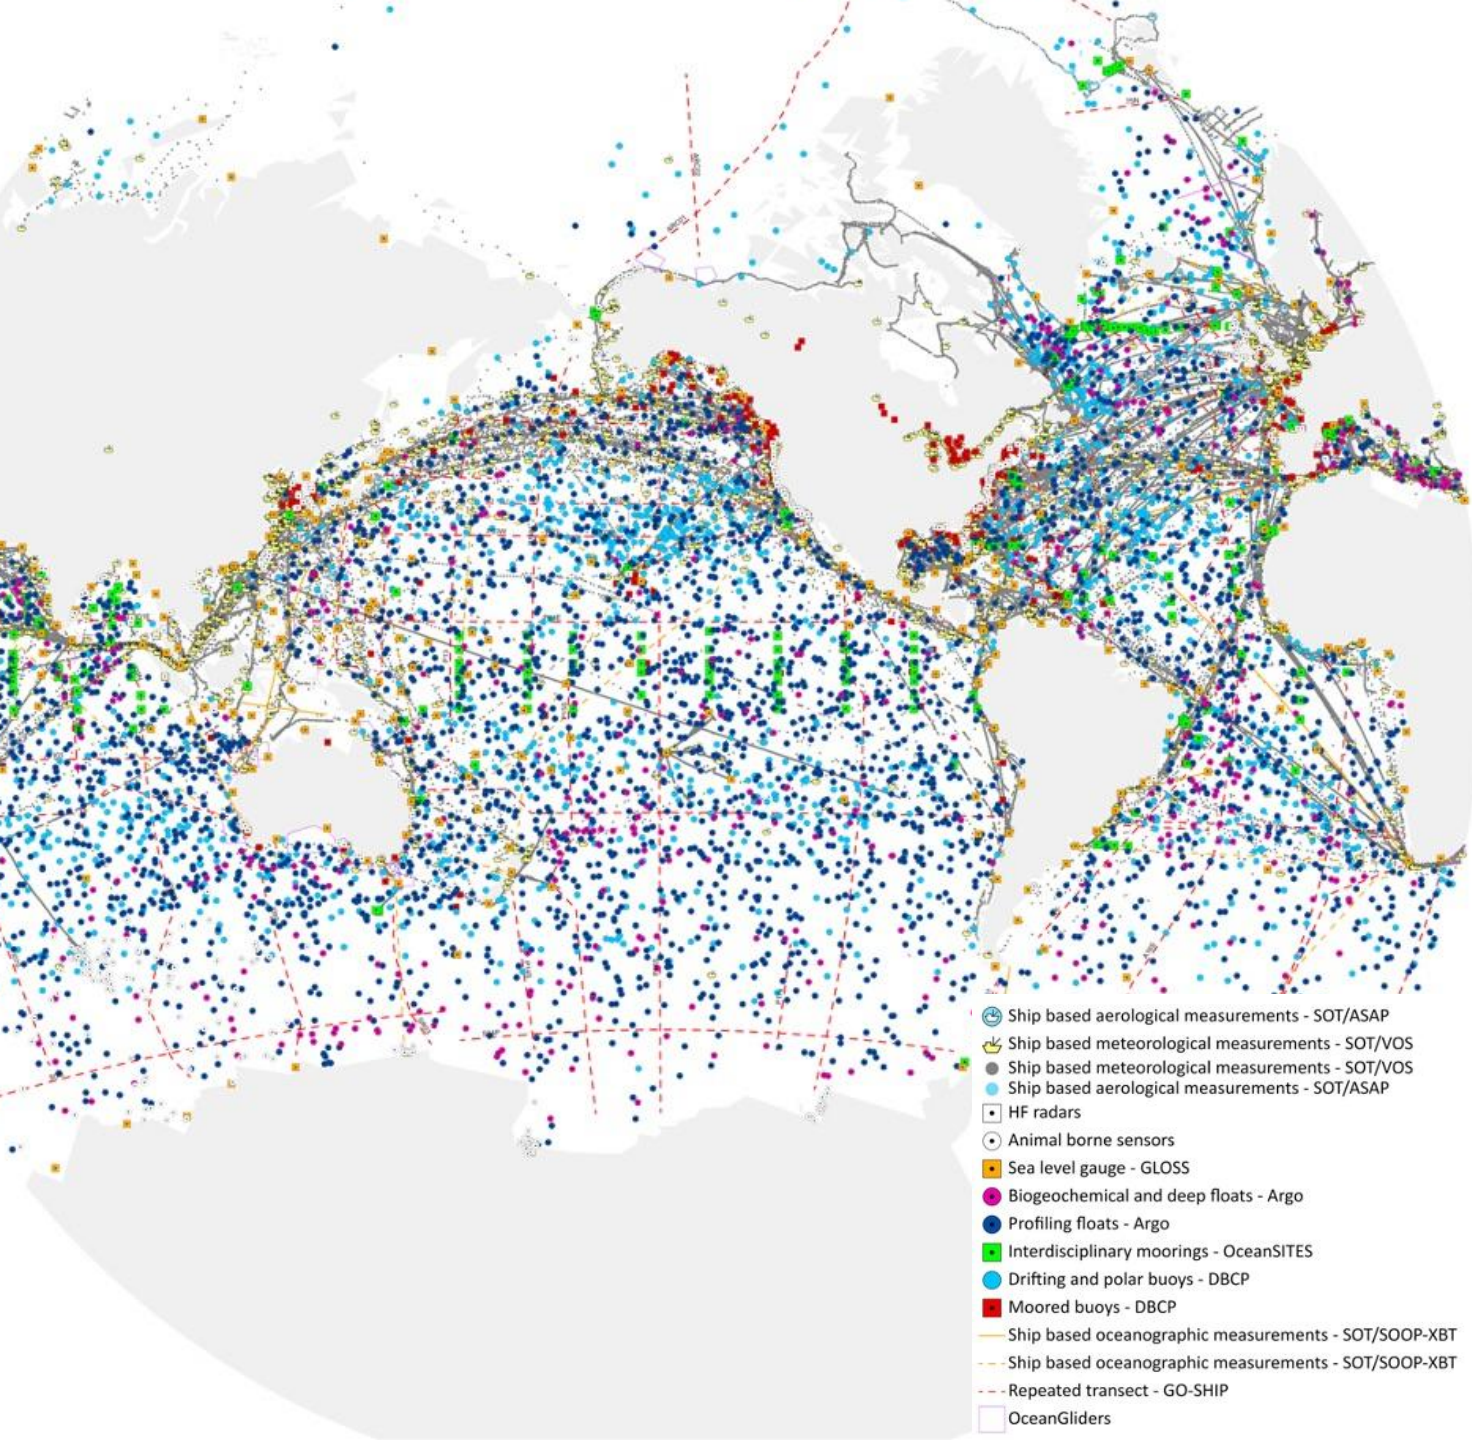 Ship based aerological measurements - SOT/ASAP
Ship based meteorological measurements - SOT/VOS
Ship based meteorological measurements - SOT/VOS
Ship based aerological measurements - SOT/ASAP
HF radars
Animal borne sensors
Sea level gauge - GLOSS
Biogeochemical and deep floats - Argo
Profiling floats - Argo
Interdisciplinary moorings - OceanSITES
Drifting and polar buoys - DBCP
Moored buoys - DBCP
Ship based oceanographic measurements - SOT/SOOP-XBT
Ship based oceanographic measurements - SOT/SOOP-XBT
Repeated transect - GO-SHIP
OceanGliders